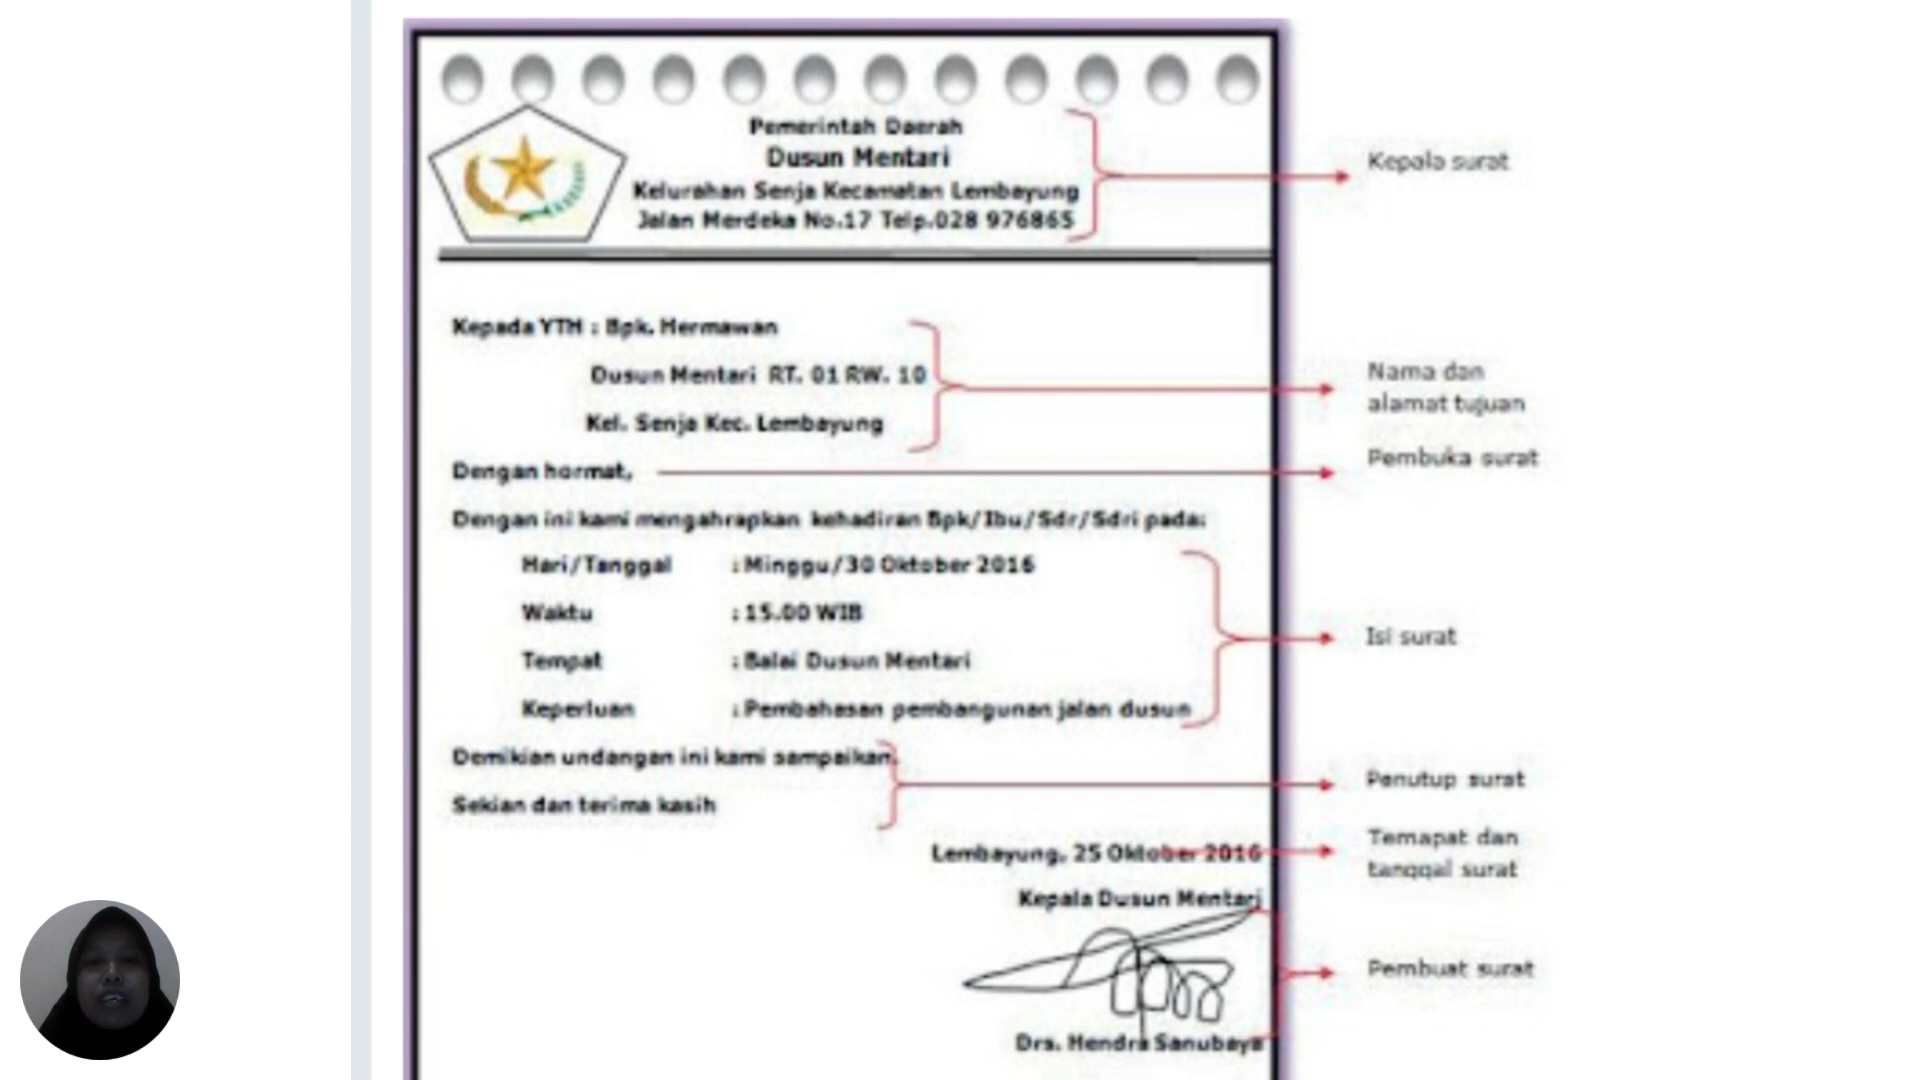 Pemerintah Daerah
Dusun Mentari
Kelurahan Senja Kecamatan Lembayung
Jalan Merdeka No.17 Telp.028 976865
Kepala surat
Kepada YTH : Bpk. Hermawan
Dusun Mentari RT. 01 RW. 10
Kel. Senja Kec. Lembayung
Nama dan
alamat tujuan
Dengan hormat,
Pembuka surat
Dengan ini kami mengahrapkan kehadiran Bpk/Ibu/Sdr/Sdri pada:
Hari/Tanggal : Minggu/30 Oktober 2016
Waktu : 15.00 WIB
Tempat : Balai Dusun Mentari
Keperluan : Pembahasan pembangunan jalan dusun
Isi surat
Demikian undangan ini kami sampaikan.
Sekian dan terima kasih
Penutup surat
Lembayung, 25 Oktober 2016
Temapat dan
tanggal surat
Kepala Dusun Mentari
Drs. Hendra Sanubaya
Pembuat surat